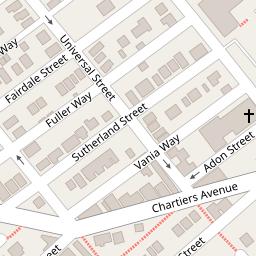 Way
Universal Street
Fairdale Street
Fuller Way
Sutherland Street
Vania Way
Adon Street
Chartiers Avenue
Street